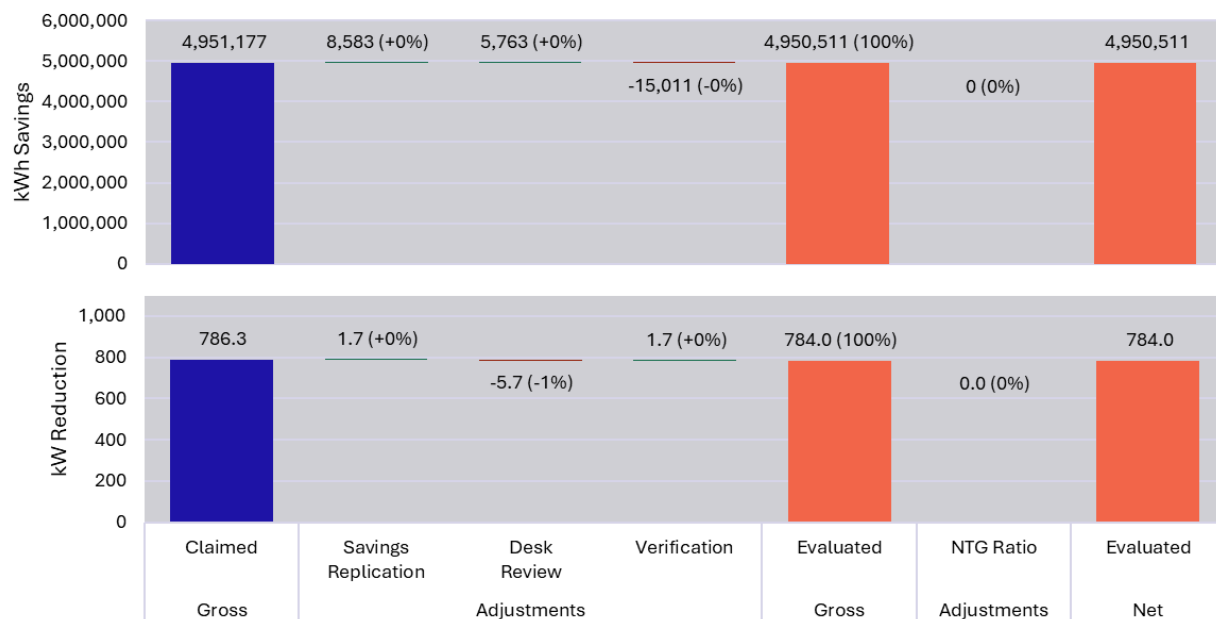 6,000,000
5,000,000
4,000,000
3,000,000
2,000,000
1,000,000
0
kWh Savings
4,951,177
8,583 (+0%)
5,763 (+0%)
-15,011 (-0%)
4,950,511 (100%)
0 (0%)
4,950,511
1,000
800
600
400
200
0
kW Reduction
786.3
1.7 (+0%)
-5.7 (-1%)
1.7 (+0%)
784.0 (100%)
0.0 (0%)
784.0
Claimed
Savings
Replication
Desk
Review
Verification
Evaluated
NTG Ratio
Evaluated
Gross
Adjustments
Gross
Adjustments
Net